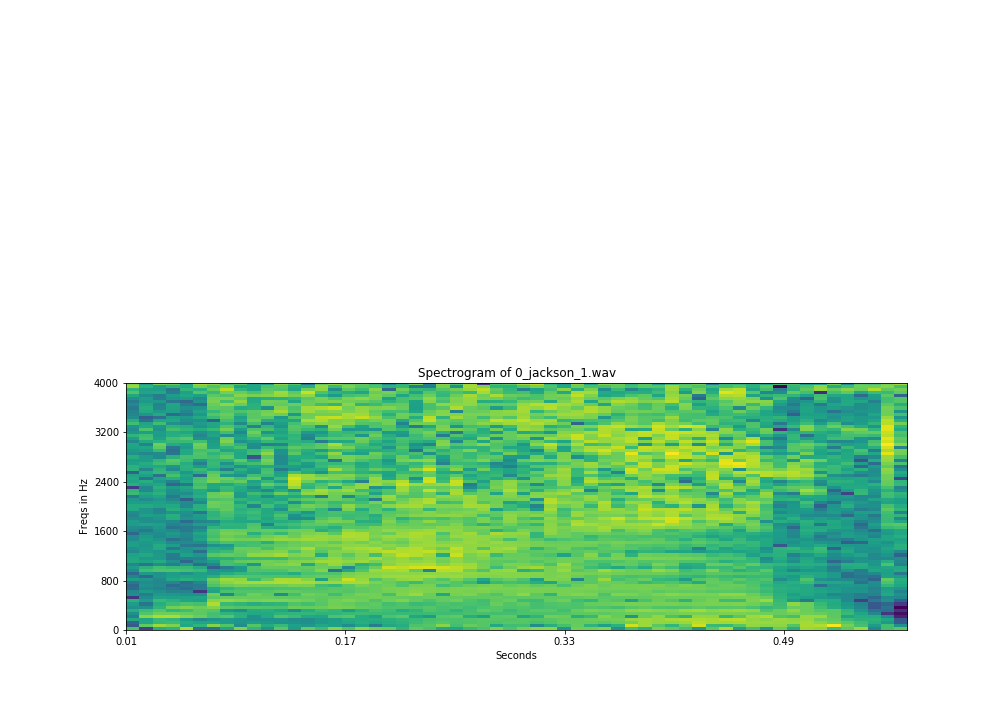 Spectrogram of 0_jackson_1.wav
4000
3200
2400
1600
800
0
Freqs in Hz
0.01 0.17 0.33 0.49
Seconds